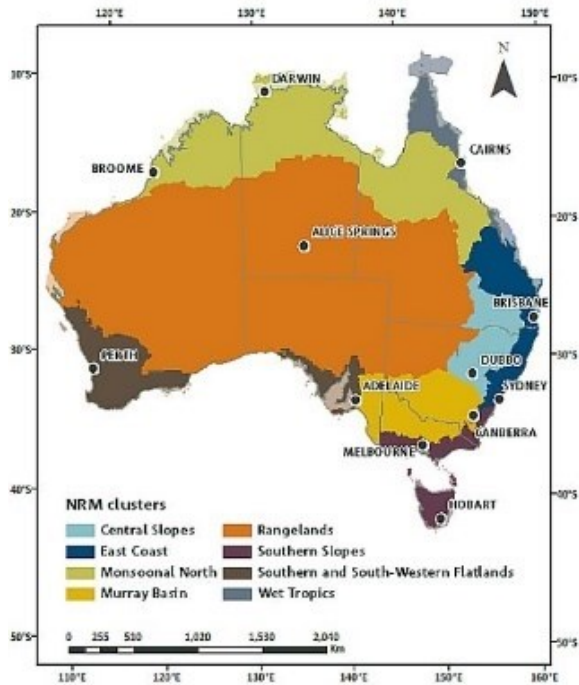 120°E 130°E 140°E 150°E
N
10°S 10°S
DARWIN
CAIRNS
BROOME
20°S 20°S
ALICE SPRINGS
BRISBANE
30°S 30°S
PERTH
DUBBO
ADELAIDE
SYDNEY
CANBERRA
MELBOURNE
40°S 40°S
HOBART
NRM clusters
Central Slopes Rangelands
East Coast Southern Slopes
Monsoonal North Southern and South-Western Flatlands
Murray Basin Wet Tropics
50°S 50°S
0 255 510 1,020 1,530 2,040
Km
110°E 120°E 130°E 140°E 150°E 160°E